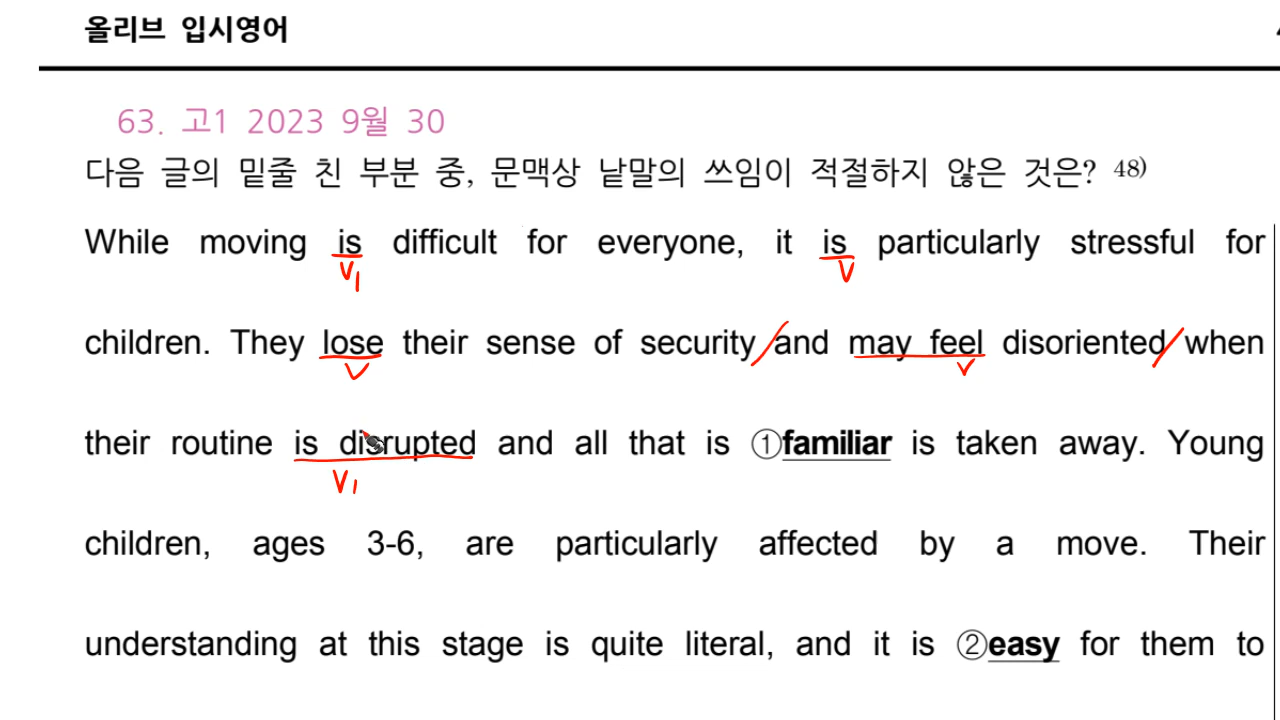 올리브 입시영어
63. 고1 2023 9월 30
다음 글의 밑줄 친 부분 중, 문맥상 낱말의 쓰임이 적절하지 않은 것은? 48)
While moving is difficult for everyone, it is particularly stressful for
V1 V
children. They lose their sense of security and may feel disoriented when
V V
their routine is disrupted and all that is ①familiar is taken away. Young
V1
children, ages 3-6, are particularly affected by a move. Their
understanding at this stage is quite literal, and it is ②easy for them to